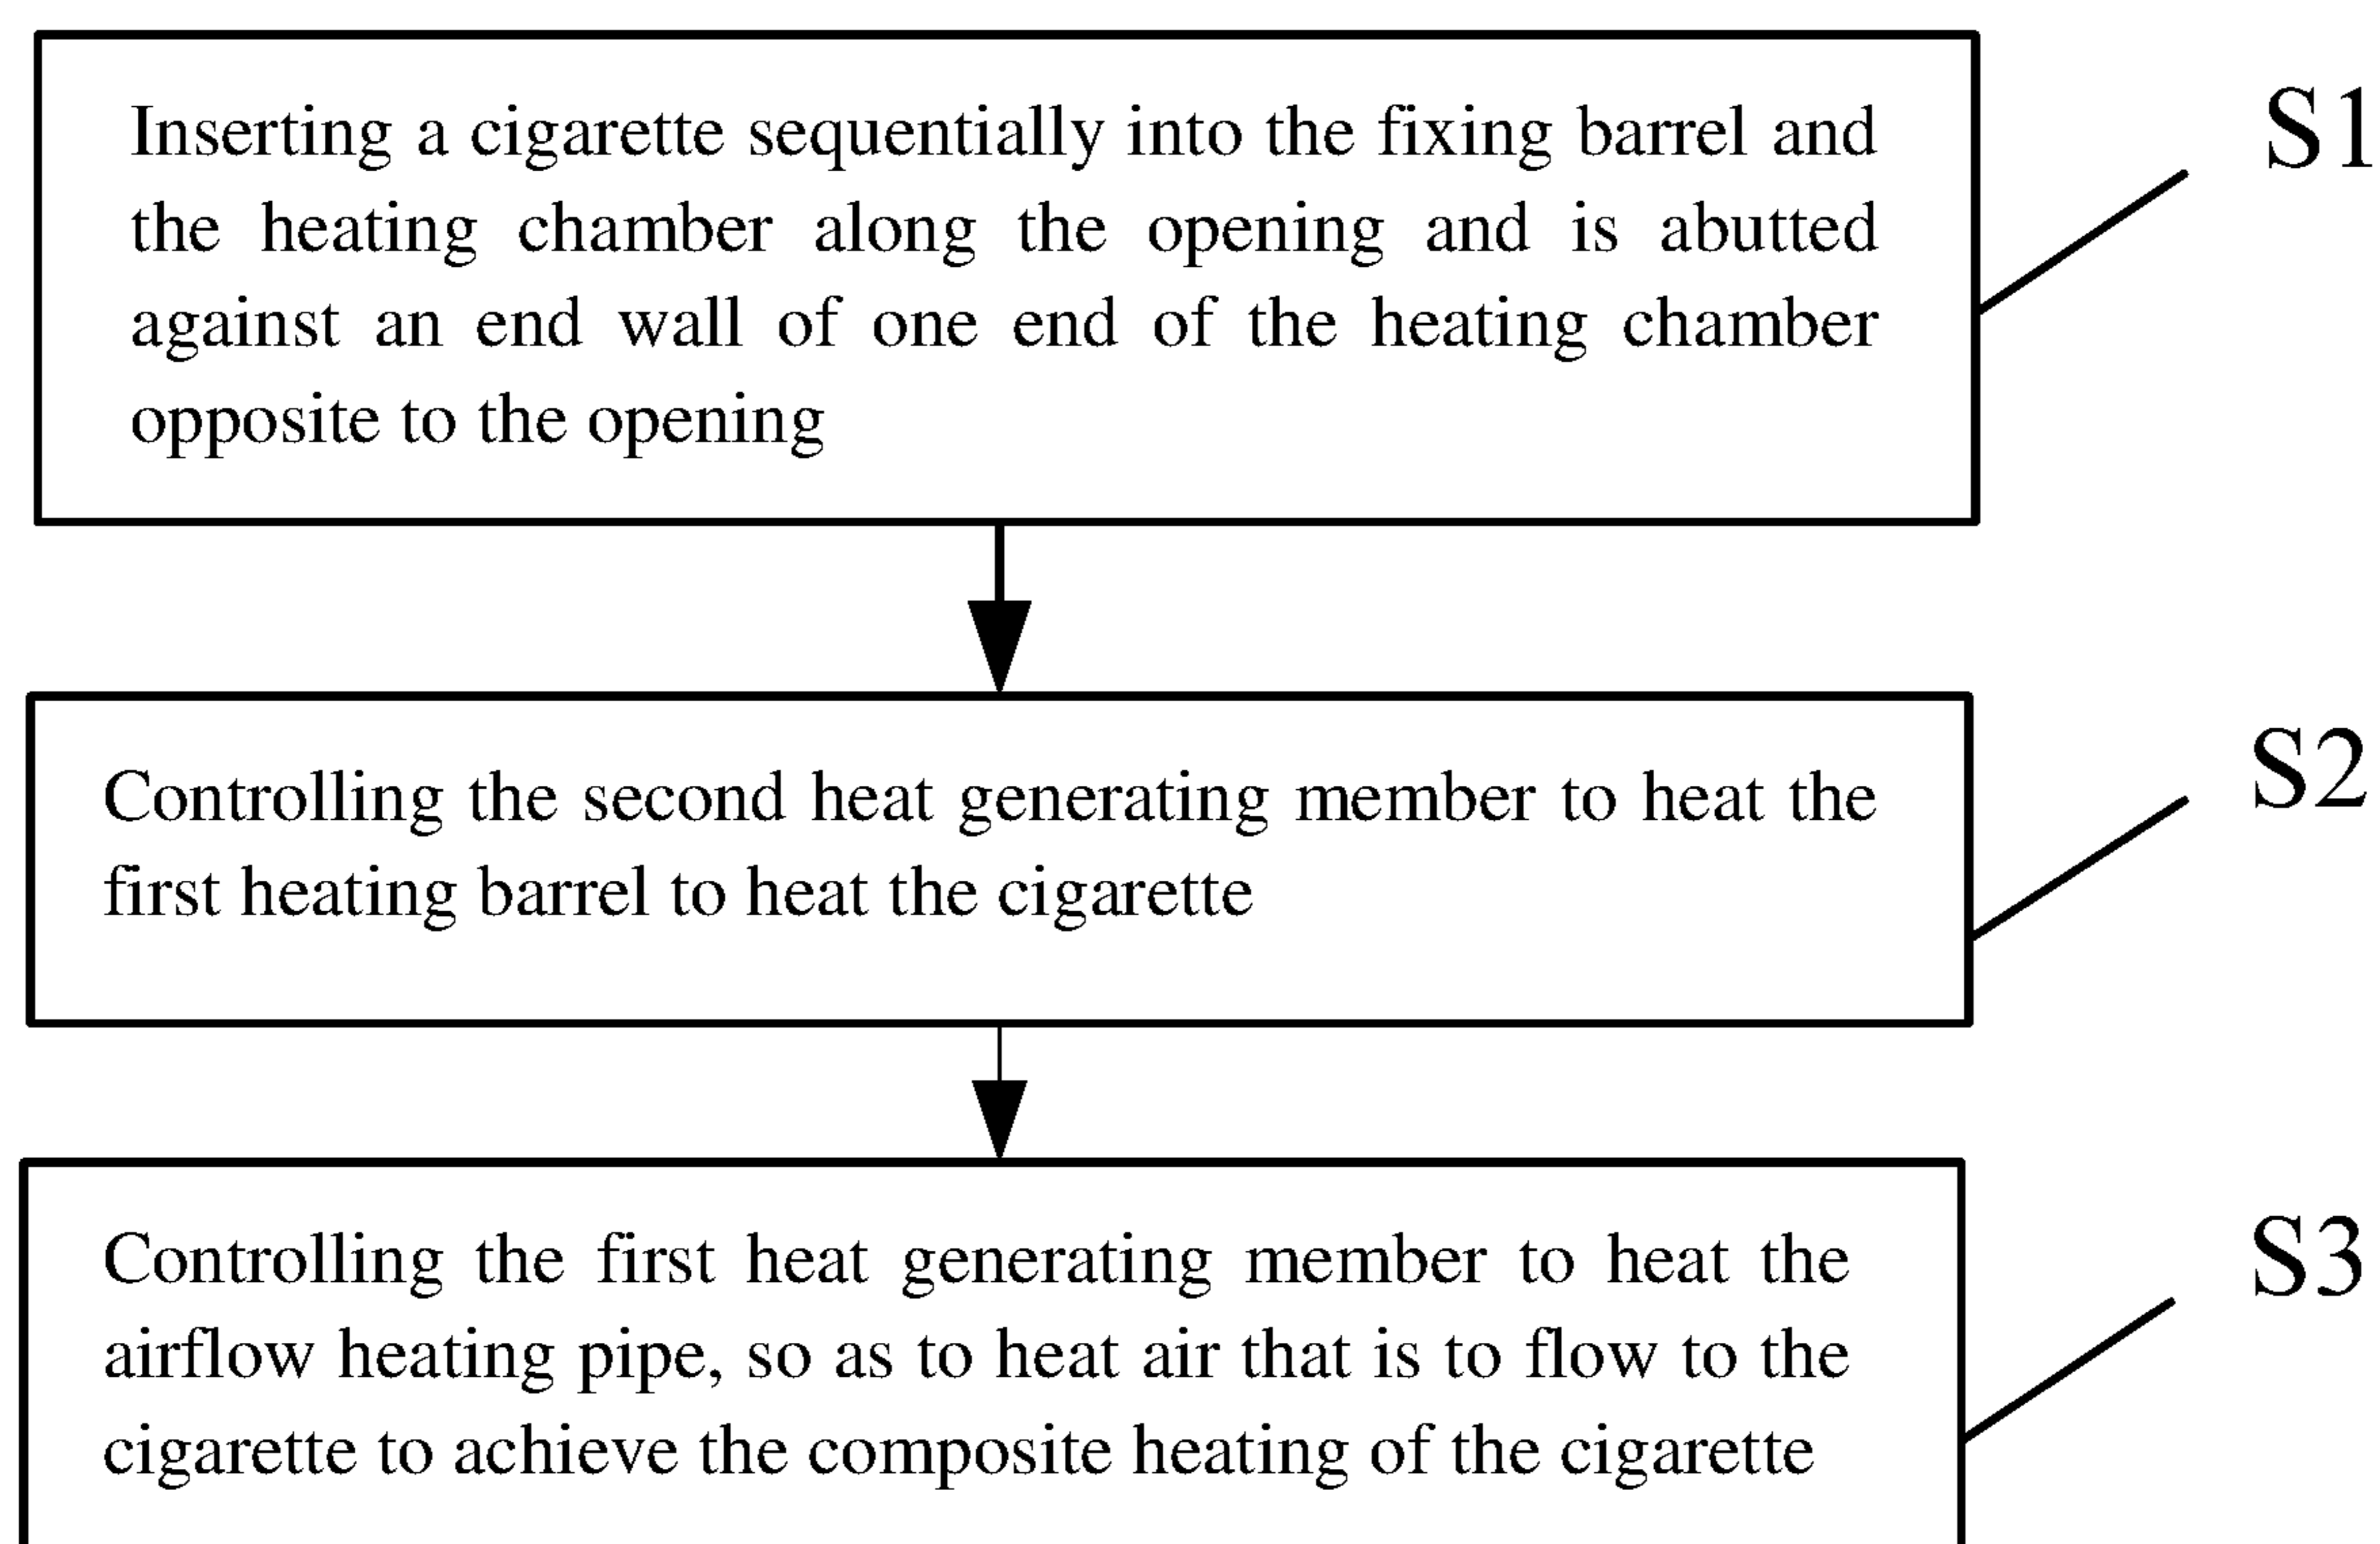 Inserting a cigarette sequentially into the fixing barrel and
the heating chamber along the opening and is abutted
against an end wall of one end of the heating chamber
opposite to the opening
S1
Controlling the second heat generating member to heat the
first heating barrel to heat the cigarette
S2
Controlling the first heat generating member to heat the
airflow heating pipe, so as to heat air that is to flow to the
cigarette to achieve the composite heating of the cigarette
S3